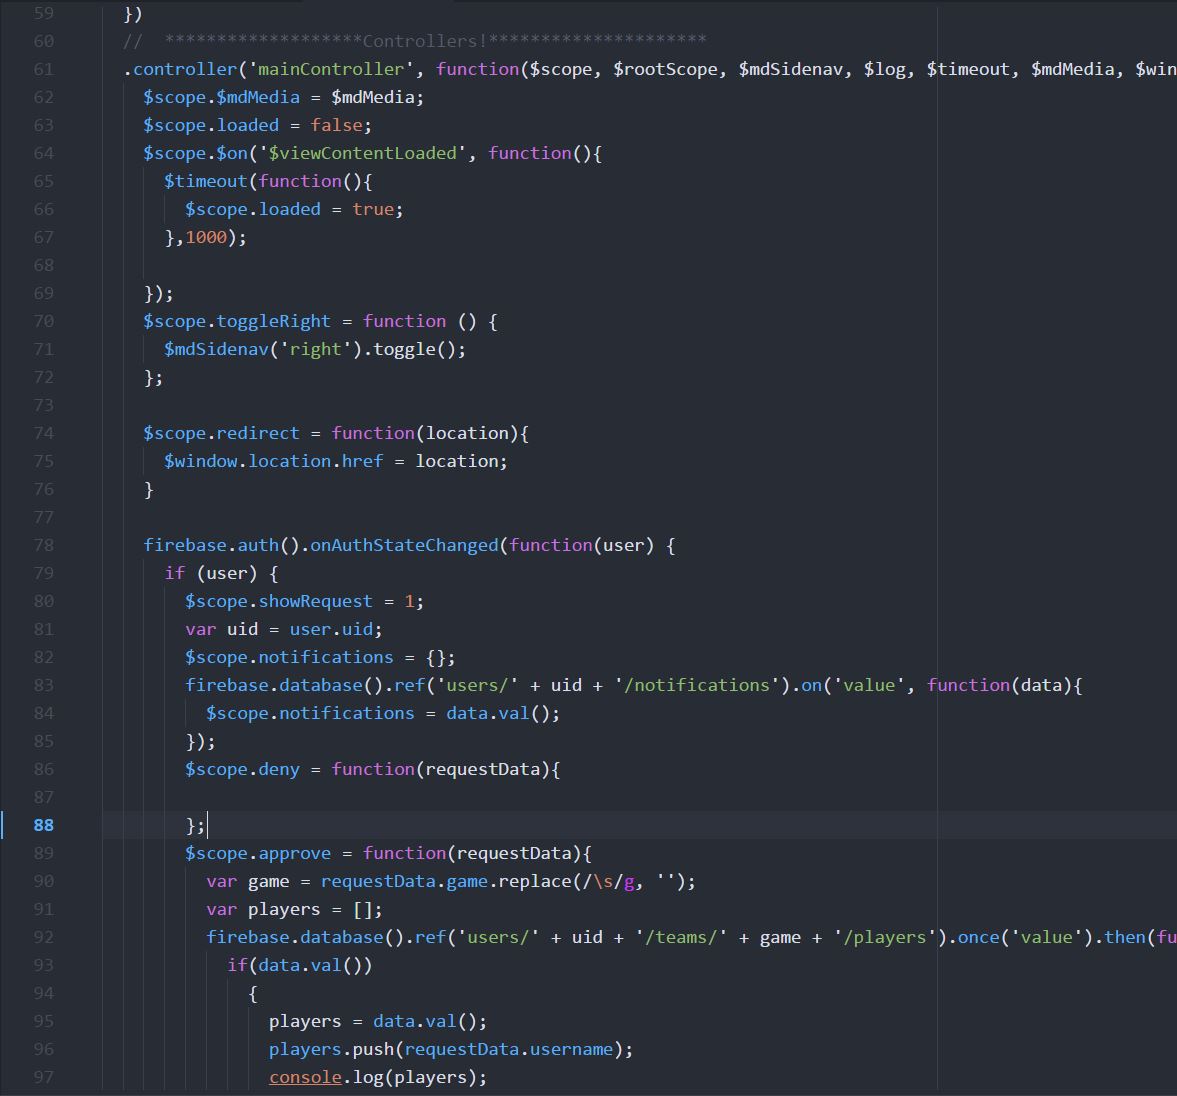 59 })
60 // *******************Controllers!*********************
61 .controller('mainController', function($scope, $rootScope, $mdSidenav, $log, $timeout, $mdMedia, $win
62 $scope.$mdMedia = $mdMedia;
63 $scope.loaded = false;
64 $scope.$on('$viewContentLoaded', function(){
65 $timeout(function(){
66 $scope.loaded = true;
67 },1000);
68
69 });
70 $scope.toggleRight = function () {
71 $mdSidenav('right').toggle();
72 };
73
74 $scope.redirect = function(location){
75 $window.location.href = location;
76 }
77
78 firebase.auth().onAuthStateChanged(function(user) {
79 if (user) {
80 $scope.showRequest = 1;
81 var uid = user.uid;
82 $scope.notifications = {};
83 firebase.database().ref('users/' + uid + '/notifications').on('value', function(data){
84 $scope.notifications = data.val();
85 });
86 $scope.deny = function(requestData){
87
88 };
89 $scope.approve = function(requestData){
90 var game = requestData.game.replace(/\s/g, '');
91 var players = [];
92 firebase.database().ref('users/' + uid + '/teams/' + game + '/players').once('value').then(fu
93 if(data.val())
94 {
95 players = data.val();
96 players.push(requestData.username);
97 console.log(players);